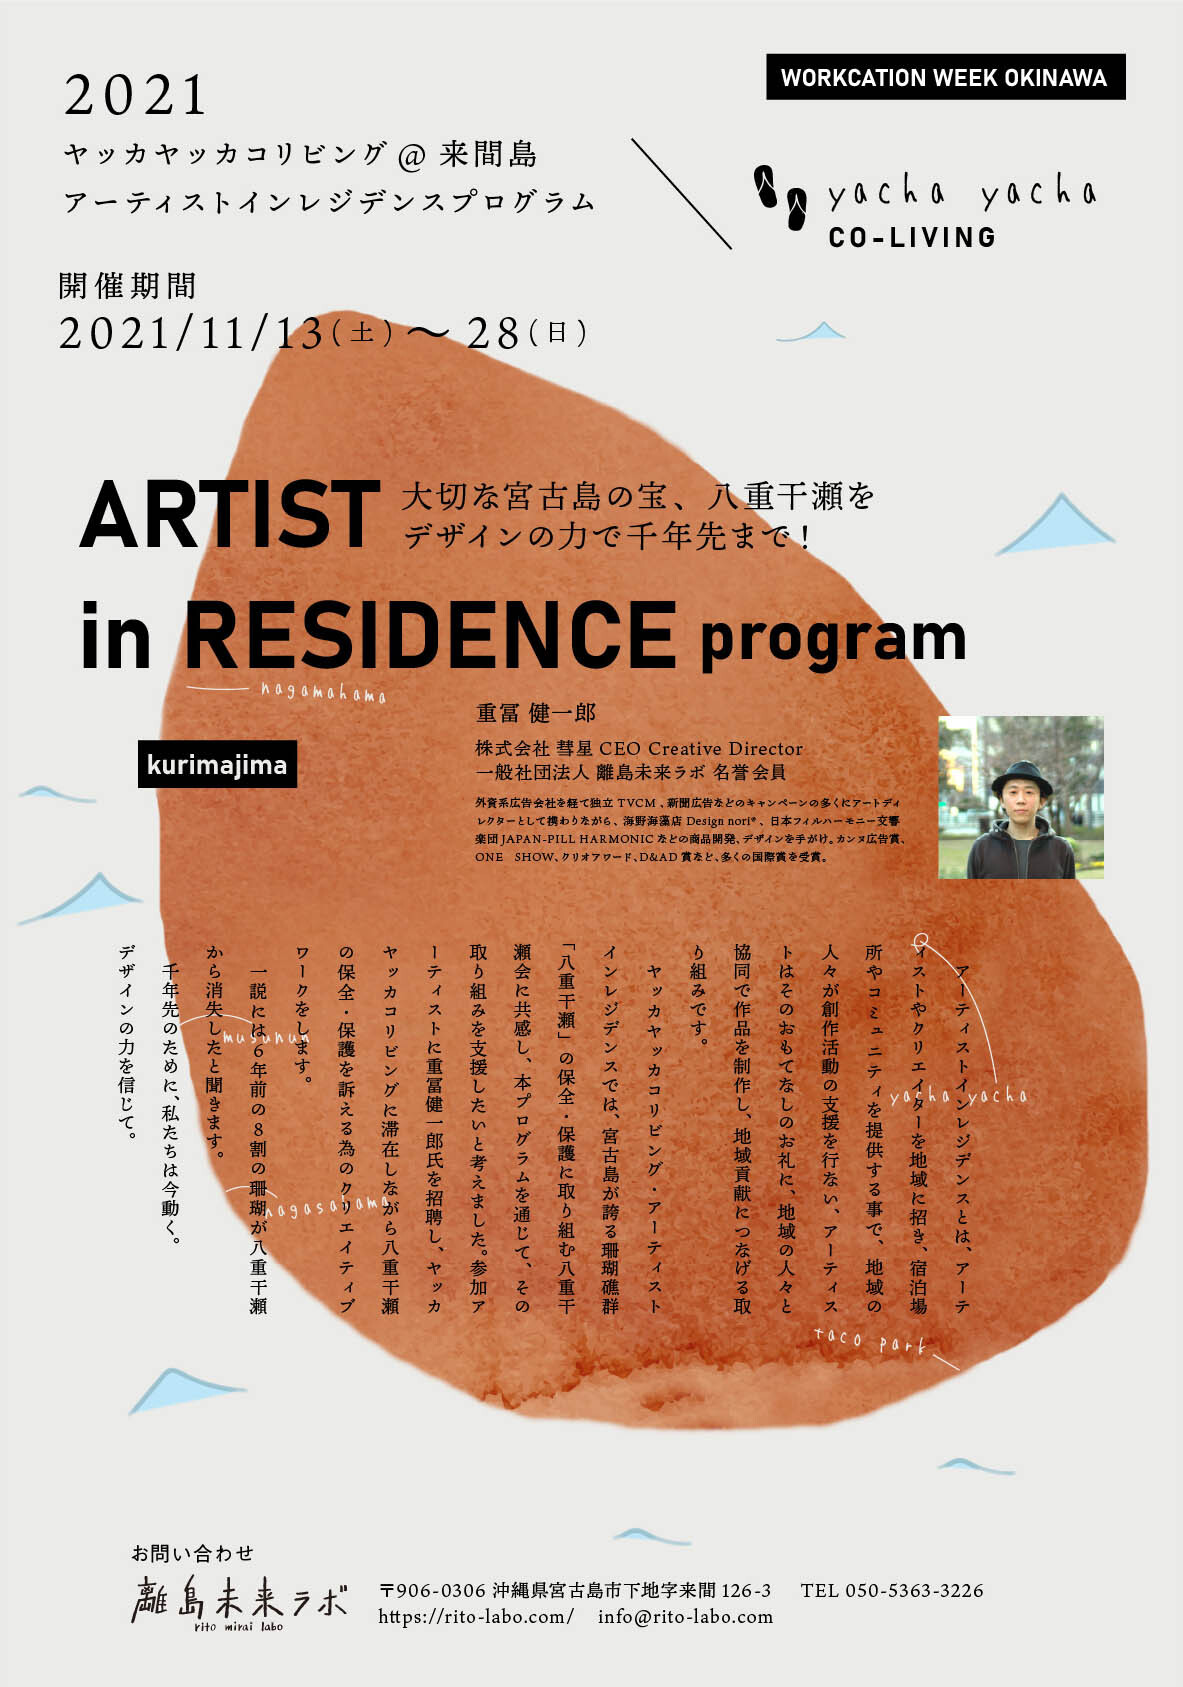 2021
ヤッカヤッカコリビング@来間島
アーティストインレジデンスプログラム
WORKCATION WEEK OKINAWA
yacha yacha
CO-LIVING
開催期間
2021/11/13(土)〜28(日)
ARTIST
大切な宮古島の宝、八重干瀬を
デザインの力で千年先まで!
in RESIDENCE program
nagamahama
kurimajima
重冨 健一郎
株式会社 彗星 CEO Creative Director
一般社団法人 離島未来ラボ 名誉会員
外資系広告会社を経て独立 TVCM 、新聞広告などのキャンペーンの多くにアートディ
レクターとして携わりながら、海野海藻店 Design nori* 、日本フィルハーモニー交響
楽団 JAPAN-PILL HARMONIC などの商品開発、デザインを手がけ。カンヌ広告賞、
ONE SHOW、クリオアワード、D&AD 賞など、多くの国際賞を受賞。
アーティストインレジデンスとは、アーテ
ィストやクリエイターを地域に招き、宿泊場
所やコミュニティを提供する事で、地域の
人々が創作活動の支援を行ない、アーティス
トはそのおもてなしのお礼に、地域の人々と
協同で作品を制作し、地域貢献につなげる取
り組みです。
ヤッカヤッカコリビング・アーティスト
インレジデンスでは、宮古島が誇る珊瑚礁群
「八重干瀬」の保全・保護に取り組む八重干
瀬会に共感し、本プログラムを通じて、その
取り組みを支援したいと考えました。参加ア
ーティストに重冨健一郎氏を招聘し、ヤッカ
ヤッカコリビングに滞在しながら八重干瀬
の保全・保護を訴える為のクリエイティブ
ワークをします。
一説には6年前の8割の珊瑚が八重干瀬
から消失したと聞きます。
千年先のために、私たちは今動く。
デザインの力を信じて。
musunun
yacha yacha
nagasaiama
taco park
お問い合わせ
離島未来ラボ
rito mirai labo
〒906-0306 沖縄県宮古島市下地字来間 126-3 TEL 050-5363-3226
https://rito-labo.com/ info@rito-labo.com